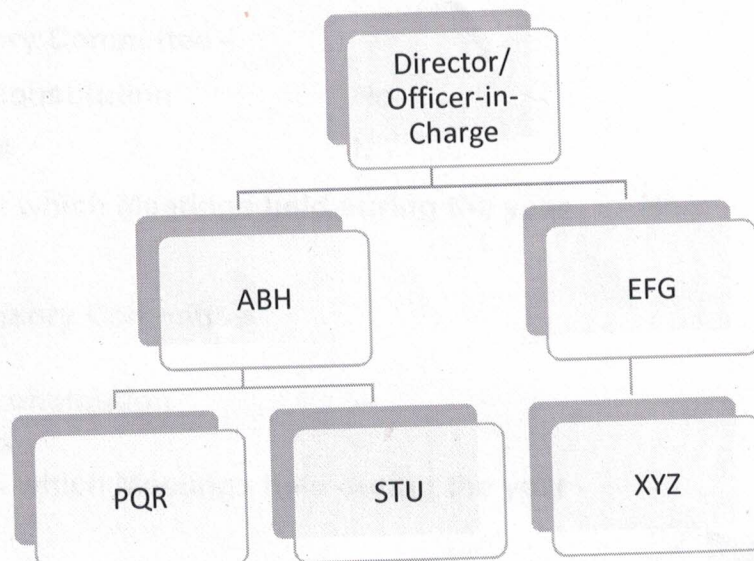 Director/
Officer-in-
Charge
ABH
EFG
PQR
STU
XYZ